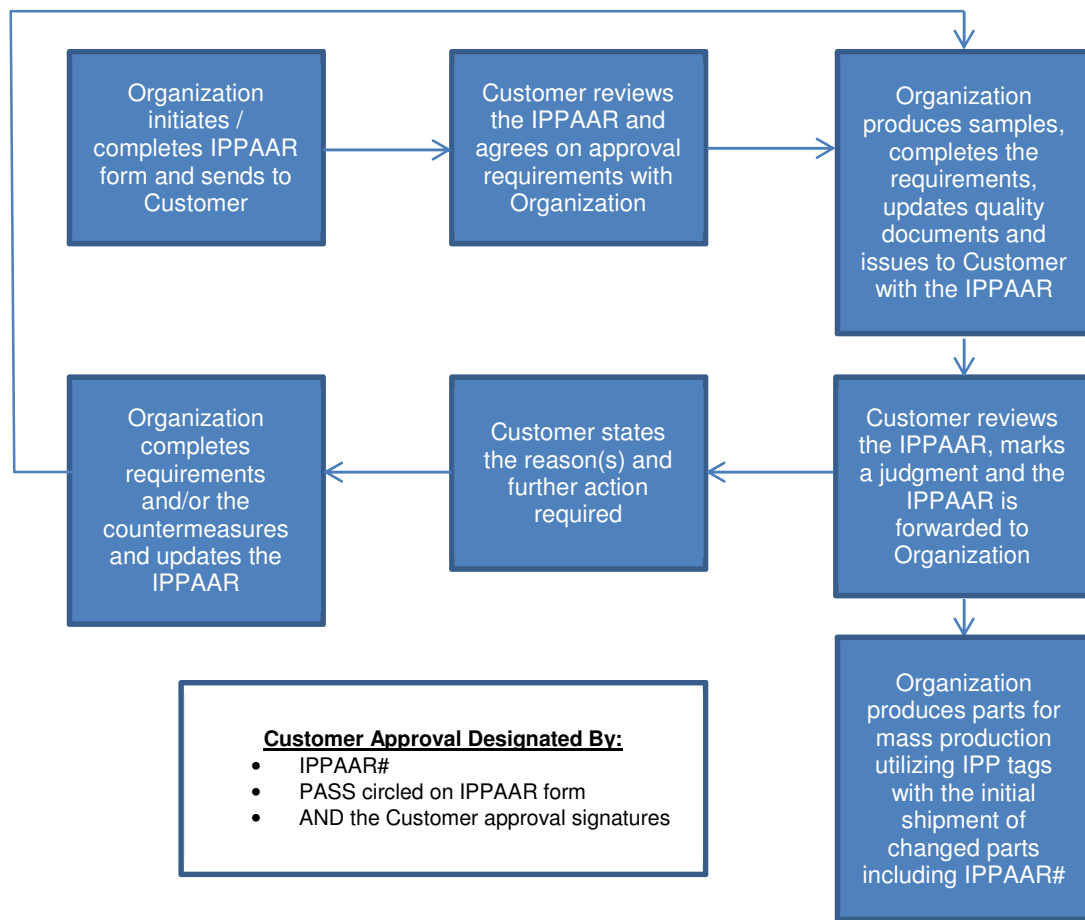 Organization
initiates /
completes IPPAAR
form and sends to
Customer
Customer reviews
the IPPAAR and
agrees on approval
requirements with
Organization
Organization
produces samples,
completes the
requirements,
updates quality
documents and
issues to Customer
with the IPPAAR
Customer reviews
the IPPAAR, marks
a judgment and the
IPPAAR is
forwarded to
Organization
Customer states
the reason(s) and
further action
required
Organization
completes
requirements
and/or the
countermeasures
and updates the
IPPAAR
Organization
produces parts for
mass production
utilizing IPP tags
with the initial
shipment of
changed parts
including IPPAAR#
Customer Approval Designated By:
• IPPAAR#
• PASS circled on IPPAAR form
• AND the Customer approval signatures